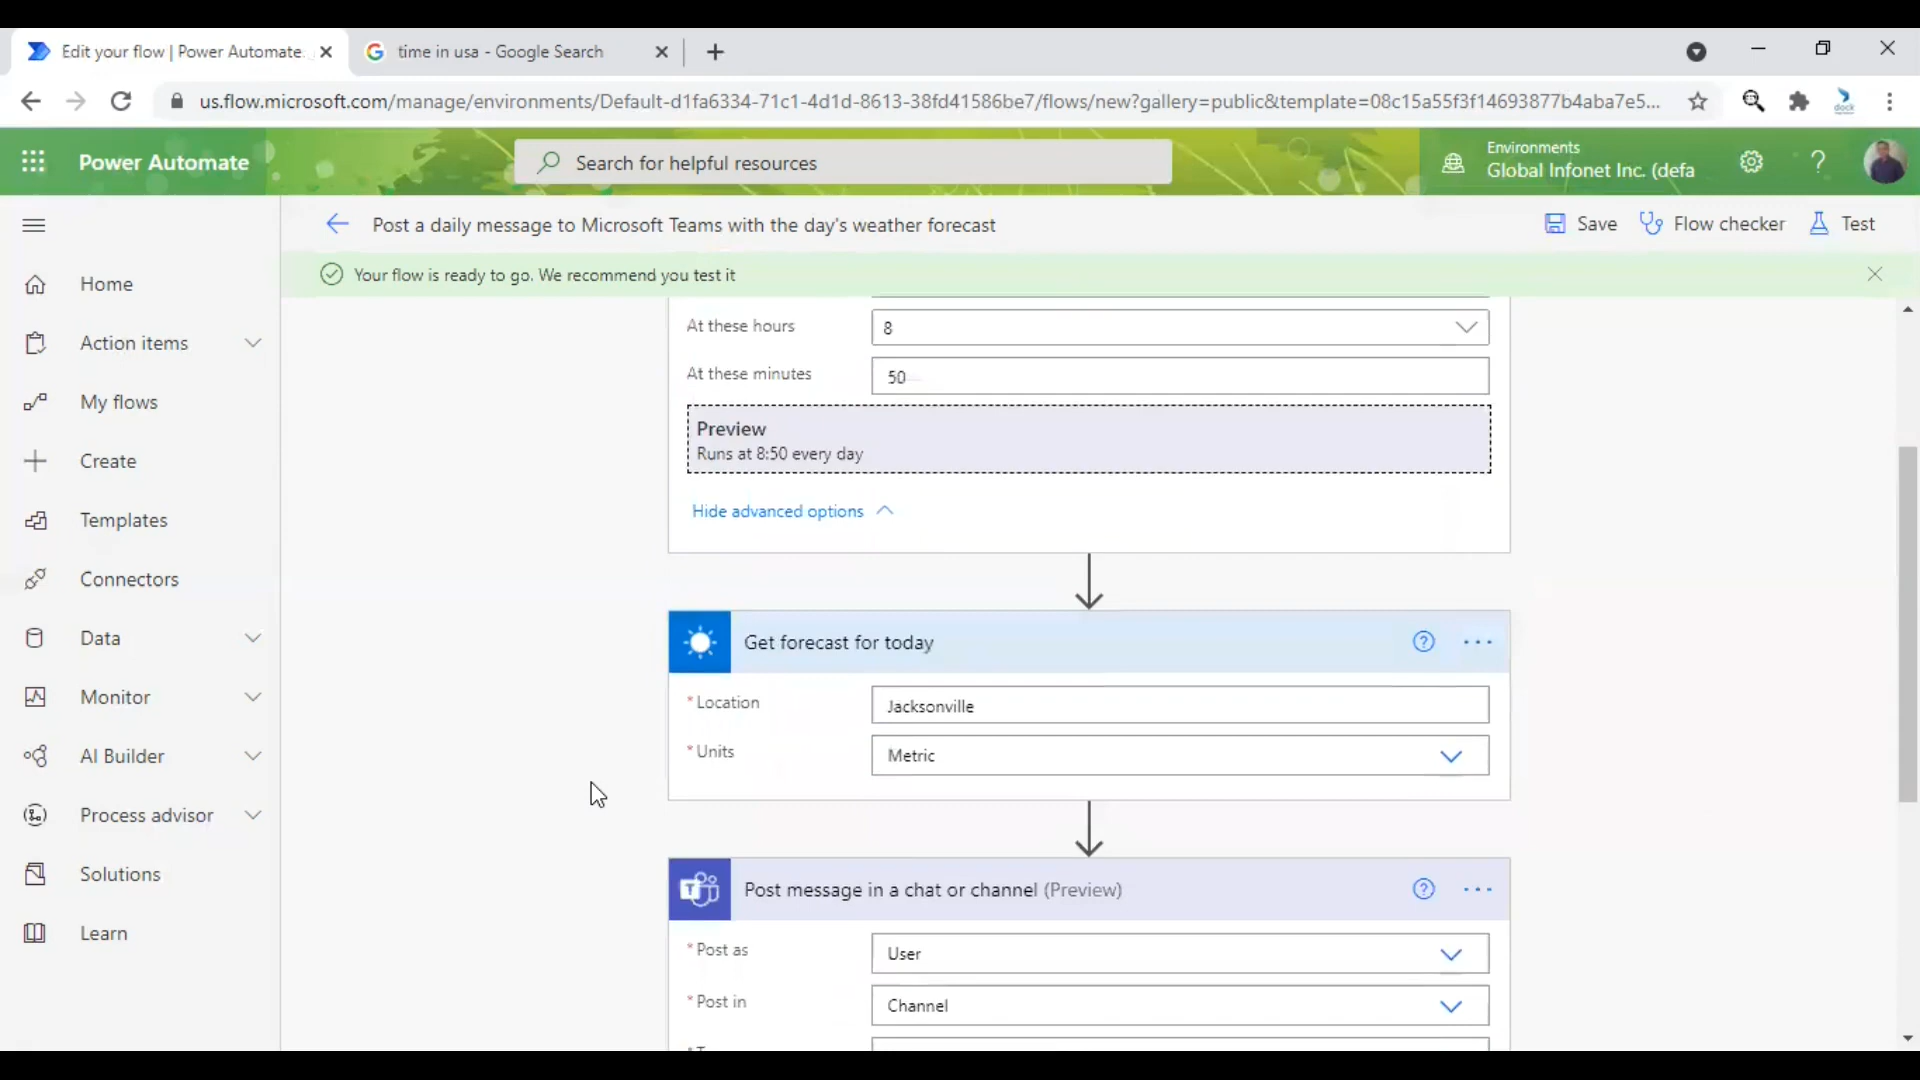 Edit your flow | Power Automate
time in usa - Google Search
us.flow.microsoft.com/manage/environments/Default-d1fa6334-71c1-4d1d-8613-38fd41586be7/flows/new?gallery=public&template=08c15a55f3f14693877b4aba7e5...
dock
Power Automate
Search for helpful resources
Environments
Global Infonet Inc. (defa
Post a daily message to Microsoft Teams with the day's weather forecast
Save
Flow checker
Test
Your flow is ready to go. We recommend you test it
Home
Action items
My flows
Create
Templates
Connectors
Data
Monitor
AI Builder
Process advisor
Solutions
Learn
At these hours
8
At these minutes
50
Preview
Runs at 8:50 every day
Hide advanced options
Get forecast for today
* Location
Jacksonville
* Units
Metric
Post message in a chat or channel (Preview)
* Post as
User
* Post in
Channel